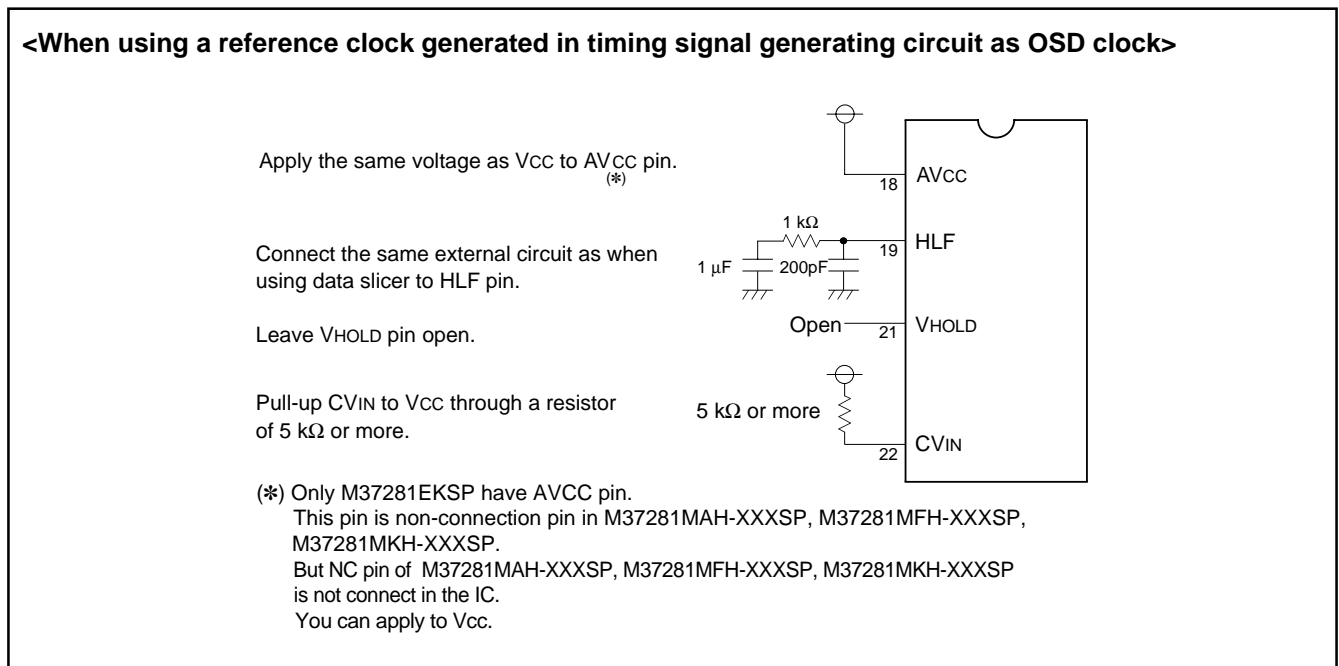 <When using a reference clock generated in timing signal generating circuit as OSD clock>
Apply the same voltage as VCC to AVCC pin.
(✽)
18 AVCC
1 kΩ
19 HLF
Connect the same external circuit as when
using data slicer to HLF pin.
1 μF 200pF
Leave VHOLD pin open.
Open 21 VHOLD
Pull-up CVIN to VCC through a resistor
of 5 kΩ or more.
5 kΩ or more
22 CVIN
(✽) Only M37281EKSP have AVCC pin.
This pin is non-connection pin in M37281MAH-XXXSP, M37281MFH-XXXSP,
M37281MKH-XXXSP.
But NC pin of M37281MAH-XXXSP, M37281MFH-XXXSP, M37281MKH-XXXSP
is not connect in the IC.
You can apply to Vcc.